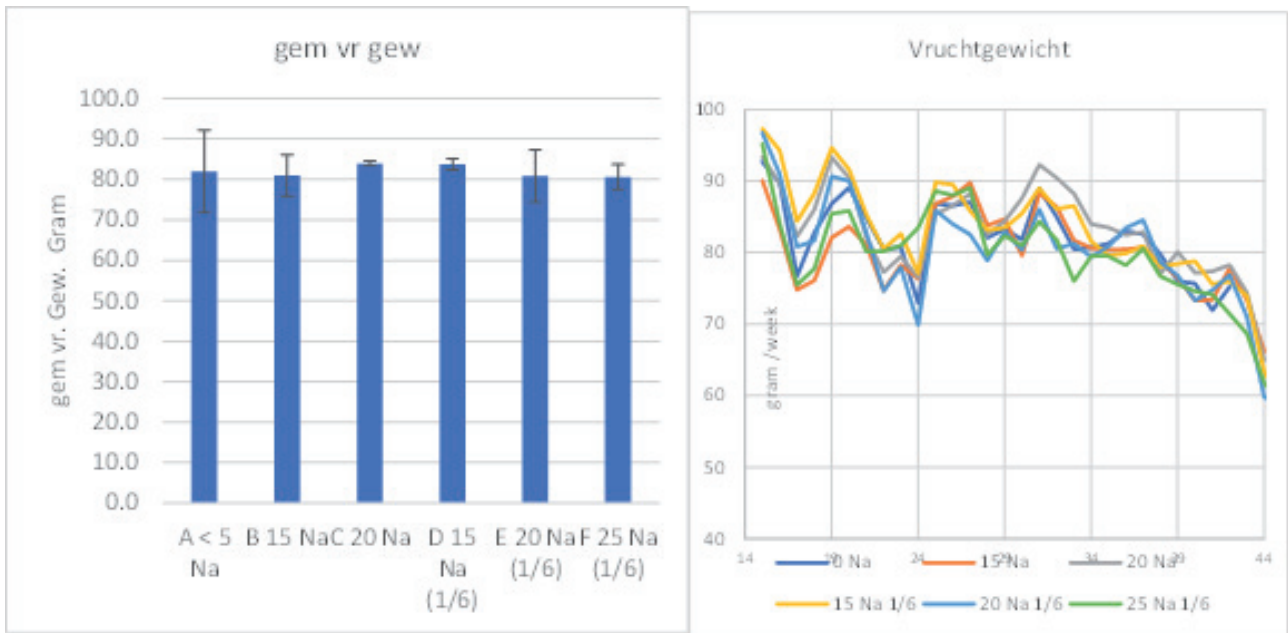 gem vr gew
gem vr. Gew. Gram
100.0
90.0
80.0
70.0
60.0
50.0
40.0
30.0
20.0
10.0
0.0
A < 5 Na
B 15 Na
C 20 Na
D 15 Na (1/6)
E 20 Na (1/6)
F 25 Na (1/6)
Vruchtgewicht
gram /week
100
90
80
70
60
50
40
14
19
24
29
34
39
44
0 Na
15 Na
20 Na
15 Na 1/6
20 Na 1/6
25 Na 1/6